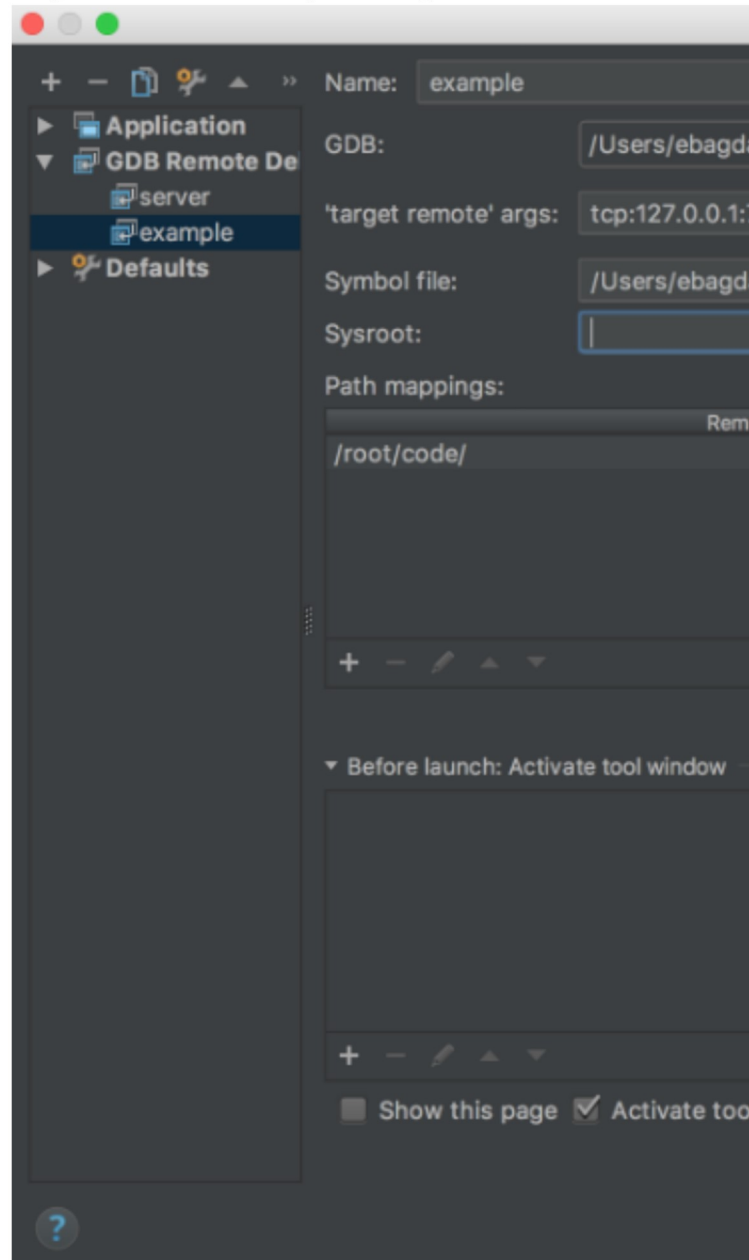 Name: example
Application
GDB: /Users/ebagda
GDB Remote De
server
'target remote' args: tcp:127.0.0.1:
example
Defaults
Symbol file: /Users/ebagd
Sysroot:
Path mappings:
Rem
/root/code/
Before launch: Activate tool window
Show this page Activate too
?